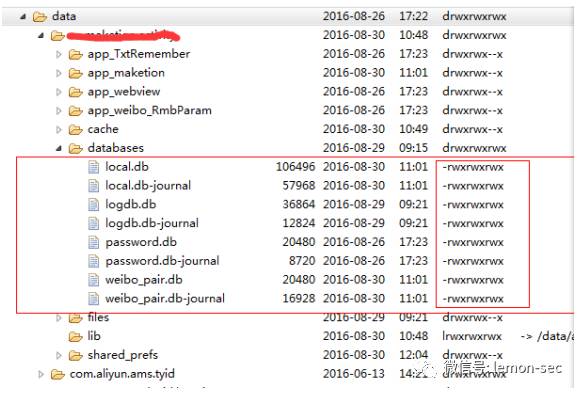 data 2016-08-26 17:22 drwxrwxrwx
2016-08-30 10:48 drwxrwxrwx
app_TxtRemember 2016-08-26 17:23 drwxrwx--x
app_maketion 2016-08-30 11:01 drwxrwx--x
app_webview 2016-08-26 17:23 drwxrwx--x
app_weibo_RmbParam 2016-08-26 17:23 drwxrwx--x
cache 2016-08-30 10:49 drwxrwx--x
databases 2016-08-29 09:15 drwxrwxrwx
local.db 106496 2016-08-30 11:01 -rwxrwxrwx
local.db-journal 57968 2016-08-30 11:01 -rwxrwxrwx
logdb.db 36864 2016-08-29 09:21 -rwxrwxrwx
logdb.db-journal 12824 2016-08-29 09:21 -rwxrwxrwx
password.db 20480 2016-08-26 17:23 -rwxrwxrwx
password.db-journal 8720 2016-08-26 17:23 -rwxrwxrwx
weibo_pair.db 20480 2016-08-30 11:01 -rwxrwxrwx
weibo_pair.db-journal 16928 2016-08-30 11:01 -rwxrwxrwx
files 2016-08-29 09:21 drwxrwx--x
lib 2016-08-30 10:48 lrwxrwxrwx -> /data/a
shared_prefs 2016-08-30 12:04 drwxrwx--x
com.aliyun.ams.tyid 2016-06-13
微信号: lemon-sec